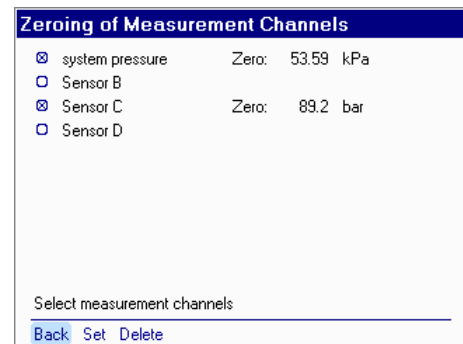 Zeroing of Measurement Channels
system pressure Zero: 53.59 kPa
Sensor B
Sensor C Zero: 89.2 bar
Sensor D
Select measurement channels
Back Set Delete